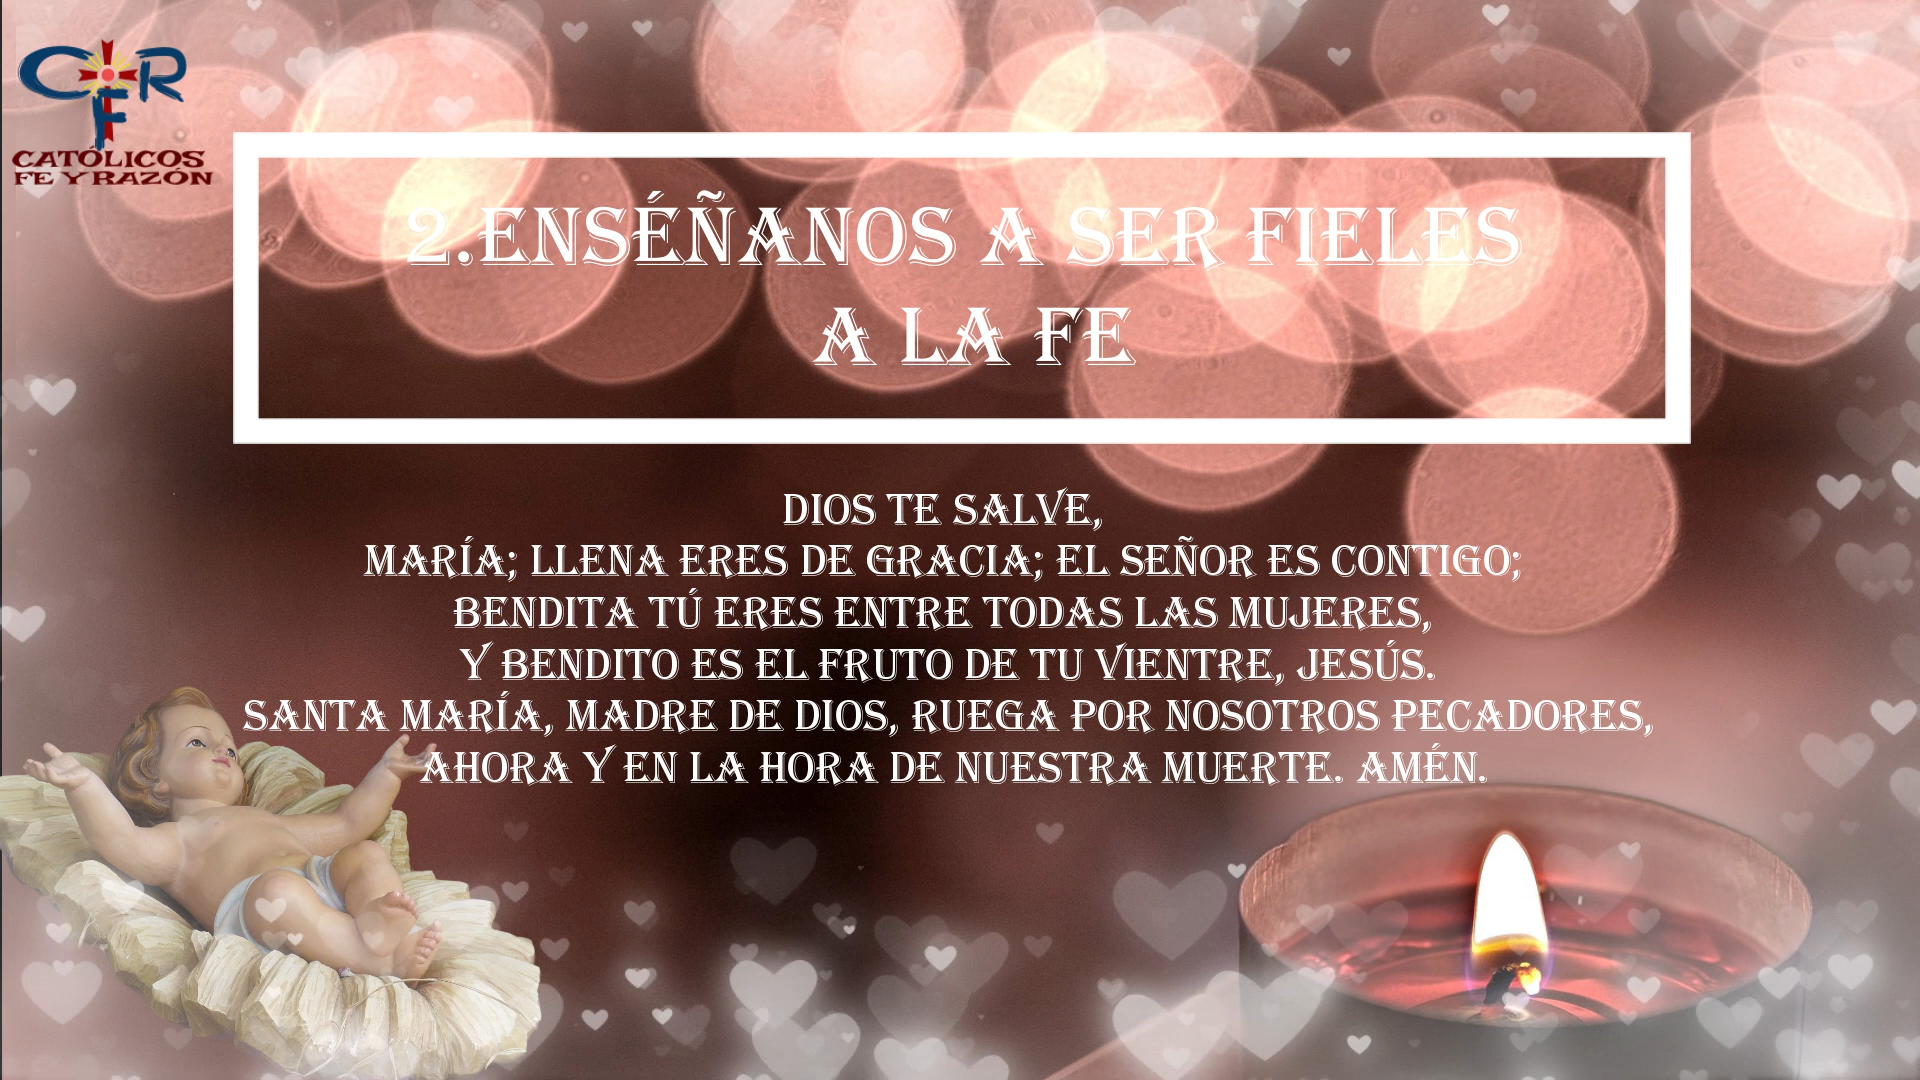 CFR
CATÓLICOS
FE Y RAZÓN
2.ENSÉÑANOS A SER FIELES
A LA FE
DIOS TE SALVE,
MARÍA; LLENA ERES DE GRACIA; EL SEÑOR ES CONTIGO;
BENDITA TÚ ERES ENTRE TODAS LAS MUJERES,
Y BENDITO ES EL FRUTO DE TU VIENTRE, JESÚS.
SANTA MARÍA, MADRE DE DIOS, RUEGA POR NOSOTROS PECADORES,
AHORA Y EN LA HORA DE NUESTRA MUERTE. AMÉN.